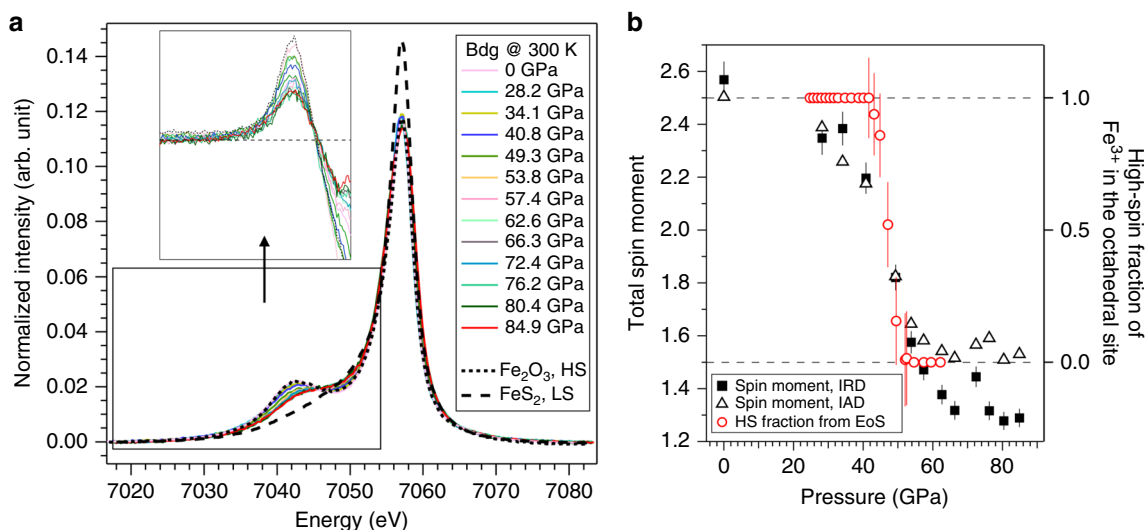 a
Normalized intensity (arb. unit)
0.14
0.12
0.10
0.08
0.06
0.04
0.02
0.00
7020 7030 7040 7050 7060 7070 7080
Energy (eV)
Bdg @ 300 K
0 GPa
28.2 GPa
34.1 GPa
40.8 GPa
49.3 GPa
53.8 GPa
57.4 GPa
62.6 GPa
66.3 GPa
72.4 GPa
76.2 GPa
80.4 GPa
84.9 GPa
Fe₂O₃, HS
FeS₂, LS
b
Total spin moment
2.6
2.4
2.2
2.0
1.8
1.6
1.4
1.2
0 20 40 60 80
Pressure (GPa)
Spin moment, IRD
Spin moment, IAD
HS fraction from EoS
1.0
0.5
0.0
High-spin fraction of
Fe³⁺ in the octahedral site